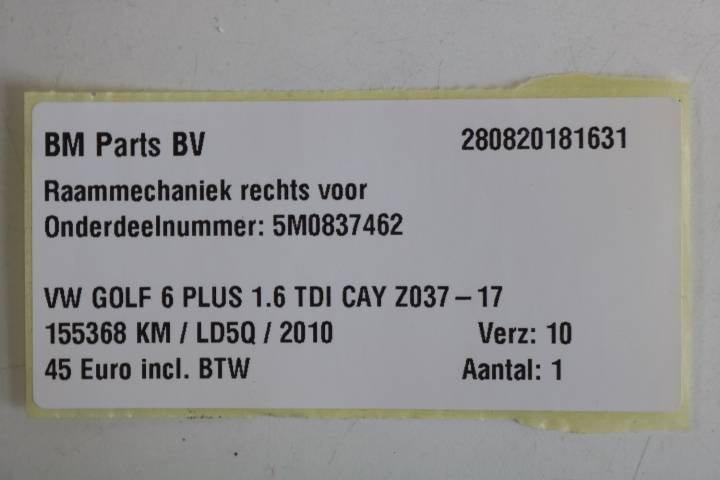 BM Parts BV 280820181631
Raammechaniek rechts voor
Onderdeelnummer: 5M0837462
VW GOLF 6 PLUS 1.6 TDI CAY Z037 – 17
155368 KM / LD5Q / 2010 Verz: 10
45 Euro incl. BTW Aantal: 1